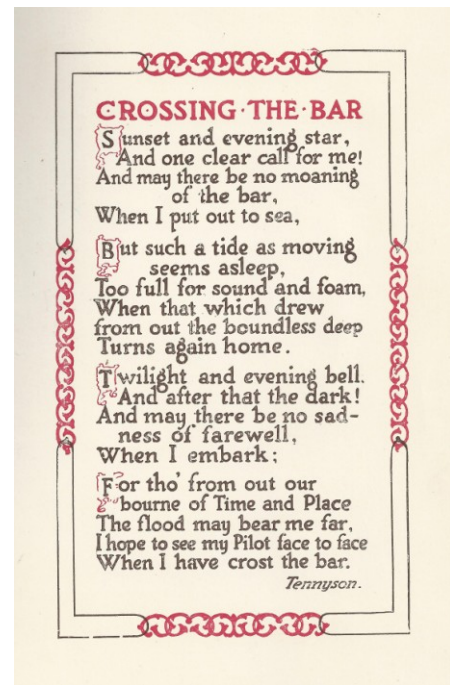 CROSSING·THE·BAR
Sunset and evening star,
And one clear call for me!
And may there be no moaning
of the bar,
When I put out to sea,
But such a tide as moving
seems asleep,
Too full for sound and foam,
When that which drew
from out the boundless deep
Turns again home.
Twilight and evening bell.
And after that the dark!
And may there be no sad-
ness of farewell,
When I embark;
For tho' from out our
bourne of Time and Place
The flood may bear me far,
I hope to see my Pilot face to face
When I have crost the bar.
Tennyson.